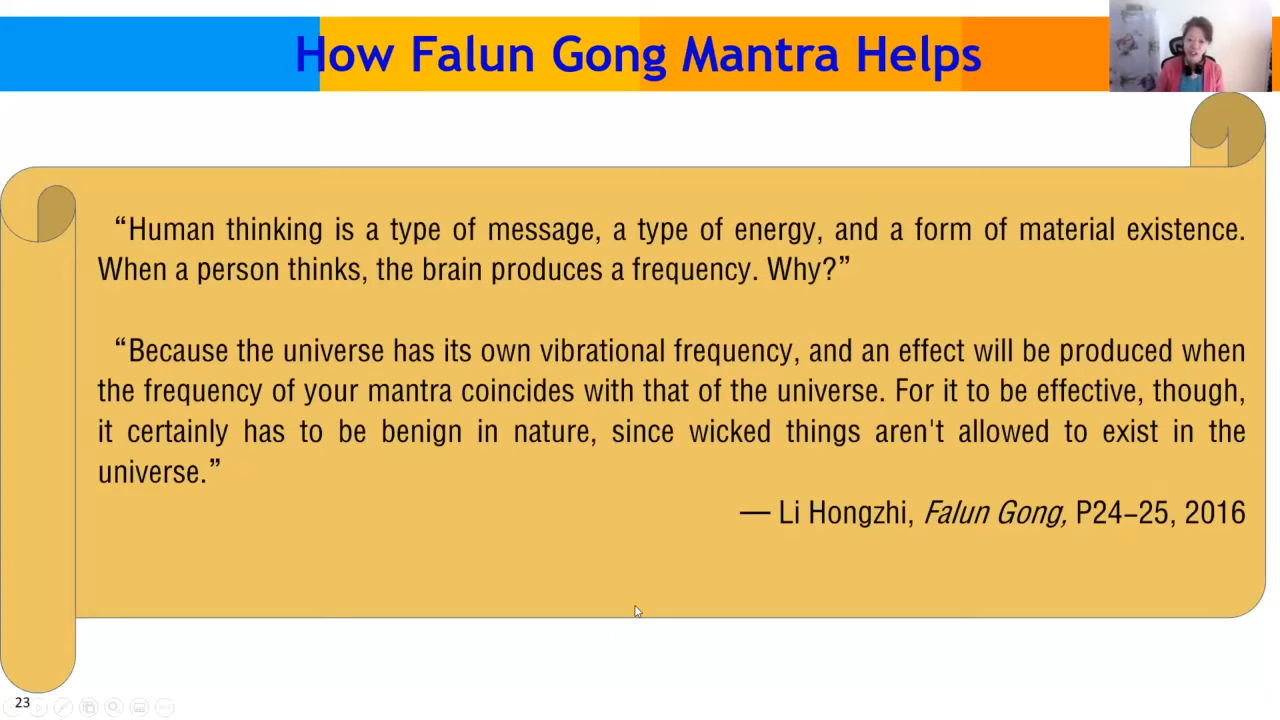 How Falun Gong Mantra Helps
“Human thinking is a type of message, a type of energy, and a form of material existence.
When a person thinks, the brain produces a frequency. Why?”
“Because the universe has its own vibrational frequency, and an effect will be produced when
the frequency of your mantra coincides with that of the universe. For it to be effective, though,
it certainly has to be benign in nature, since wicked things aren't allowed to exist in the
universe.”
— Li Hongzhi, Falun Gong, P24–25, 2016
23